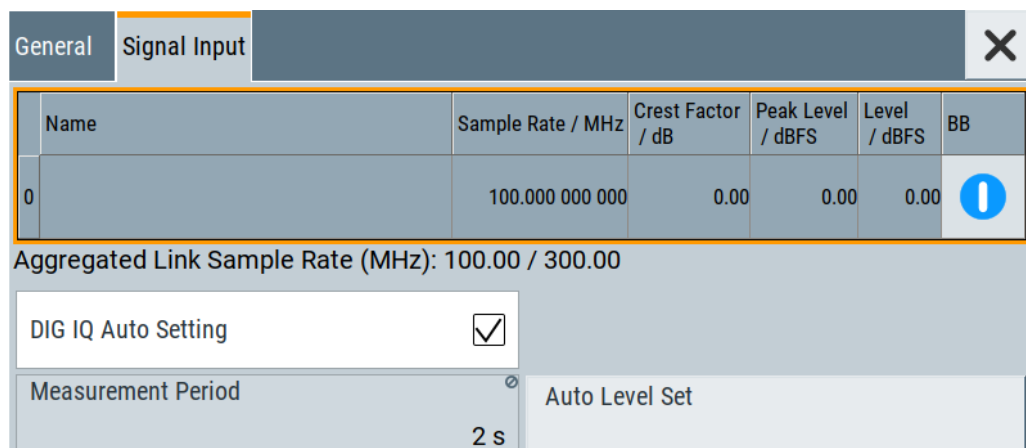 General Signal Input
Name Sample Rate / MHz Crest Factor / dB Peak Level / dBFS Level / dBFS BB
0 100.000 000 000 0.00 0.00 0.00
Aggregated Link Sample Rate (MHz): 100.00 / 300.00
DIG IQ Auto Setting
Measurement Period Auto Level Set
2 s